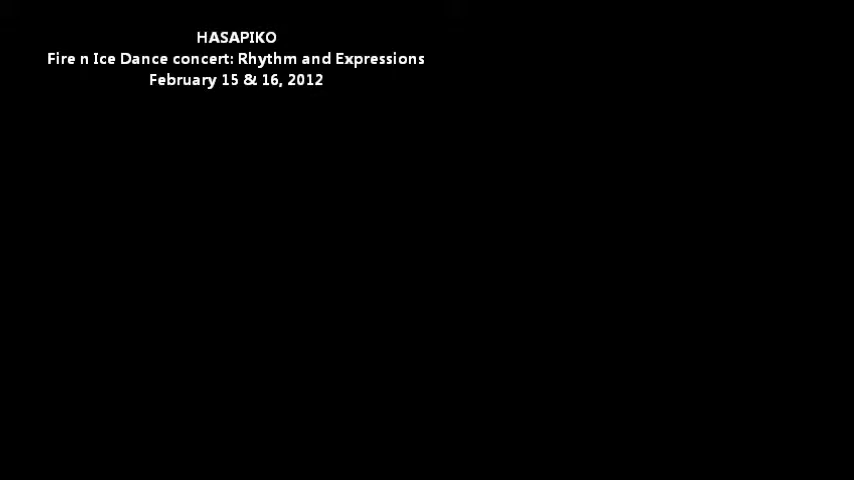 HASAPIKO
Fire n Ice Dance concert: Rhythm and Expressions
February 15 & 16, 2012